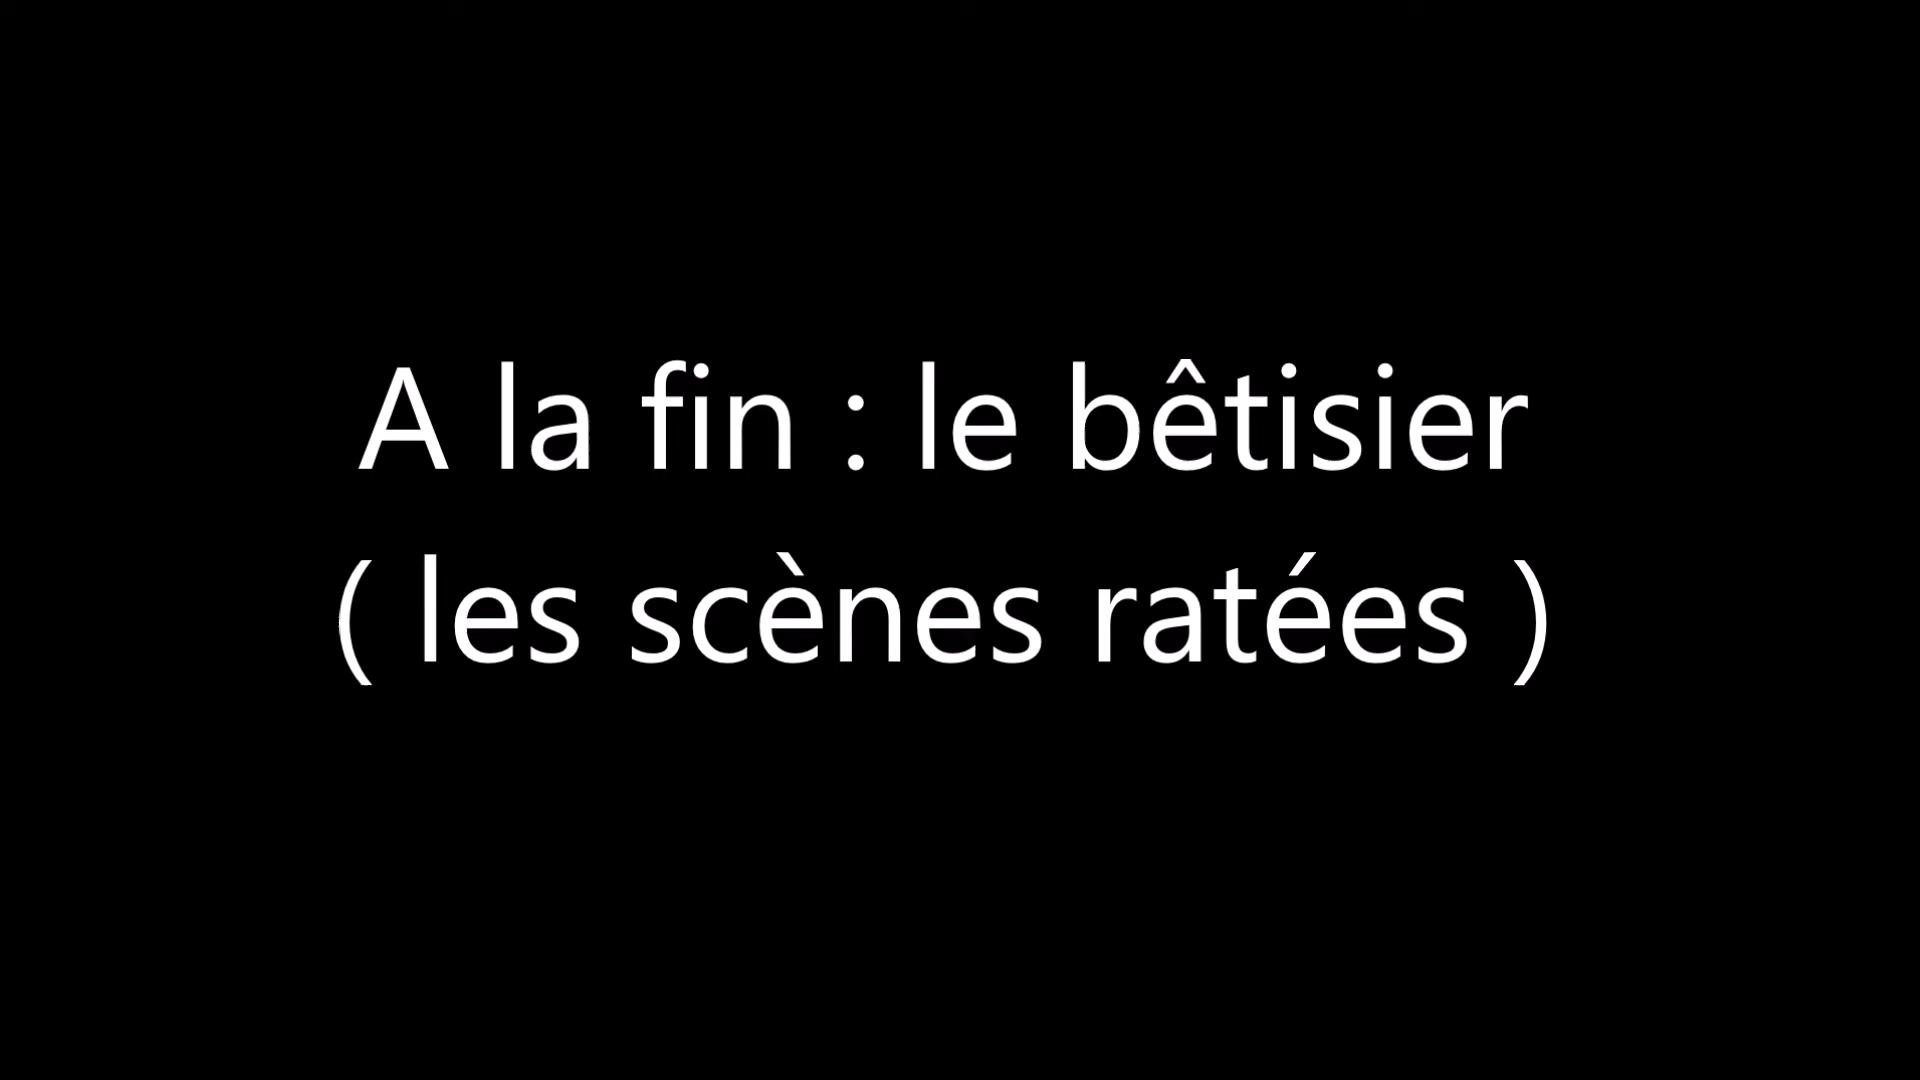 A la fin : le bêtisier
( les scènes ratées )